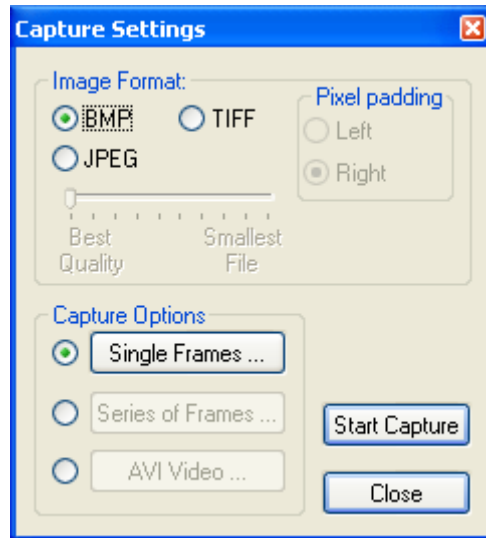 Capture Settings
Image Format:
BMP
TIFF
JPEG
Pixel padding
Left
Right
Best Quality
Smallest File
Capture Options
Single Frames ...
Series of Frames ...
AVI Video ...
Start Capture
Close